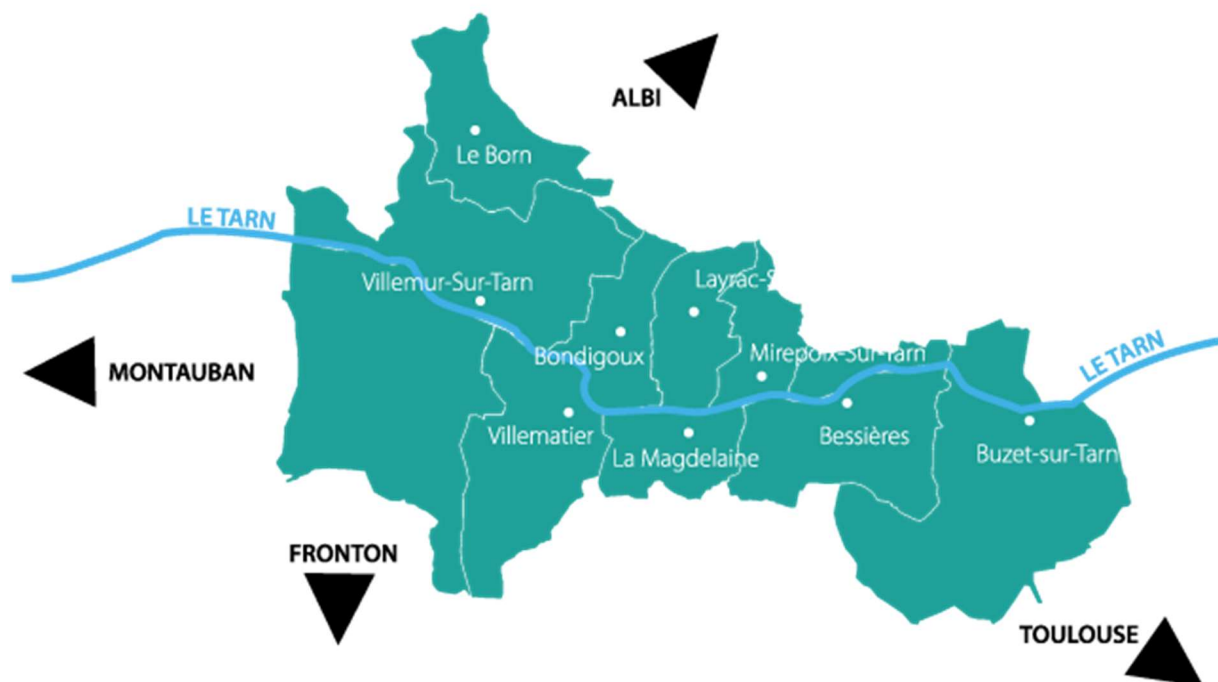 ALBI
Le Born
LE TARN
Villemur-Sur-Tarn
Layrac-S
Bondigoux
Mirepoix-Sur-Tarn
LE TARN
MONTAUBAN
Villematier
La Magdelaine
Bessières
Buzet-sur-Tarn
FRONTON
TOULOUSE